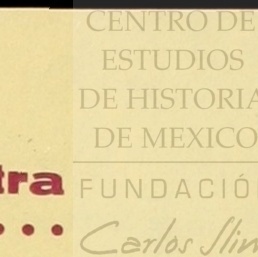 CENTRO DE
ESTUDIOS
DE HISTORIA
DE MEXICO
tra
FUNDACIÓ
....
Carlos Slim